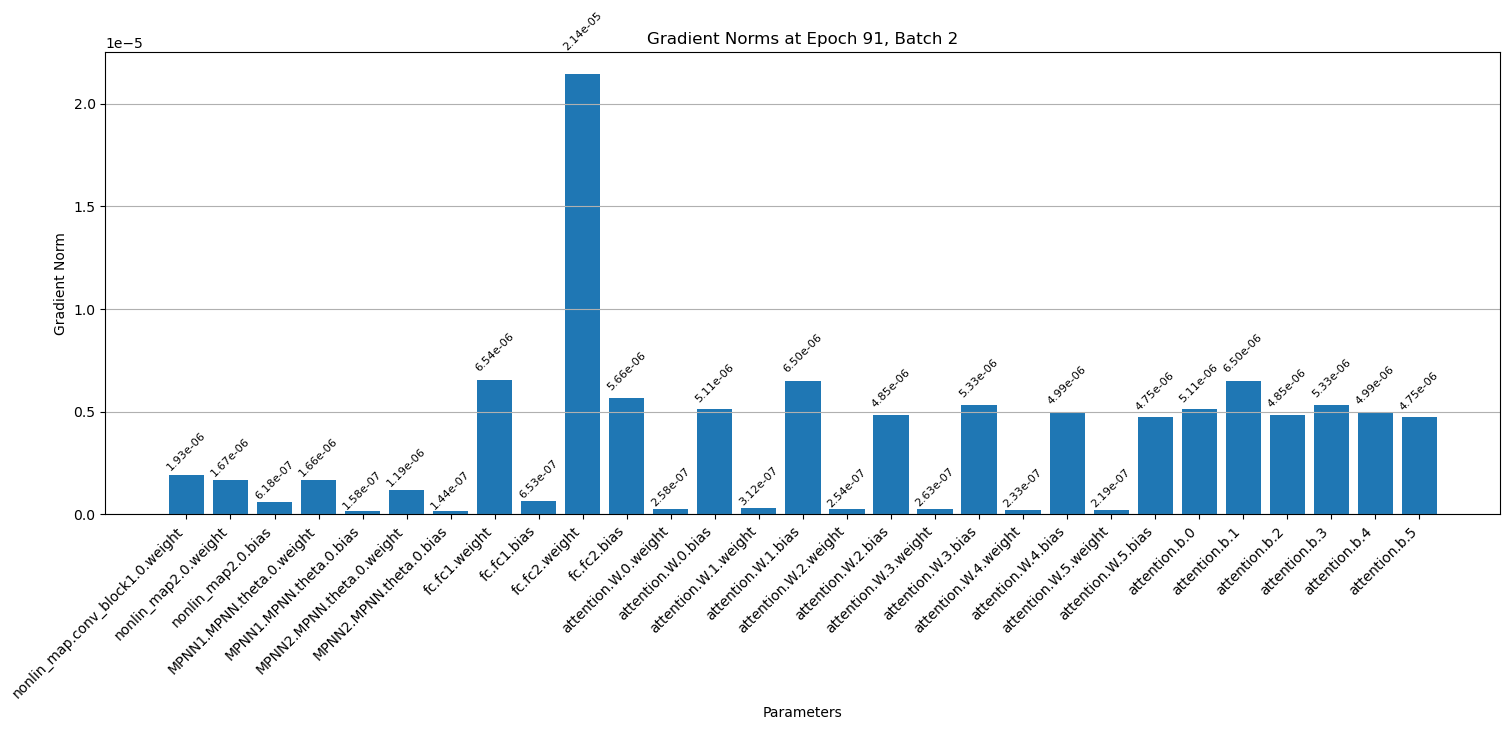 Gradient Norms at Epoch 91, Batch 2
1e−5
2.0
1.5
1.0
0.5
0.0
Gradient Norm
1.93e-06
1.67e-06
6.18e-07
1.66e-06
1.58e-07
1.19e-06
1.44e-07
6.54e-06
6.53e-07
2.14e-05
5.66e-06
2.58e-07
5.11e-06
3.12e-07
6.50e-06
2.54e-07
4.85e-06
2.63e-07
5.33e-06
2.33e-07
4.99e-06
2.19e-07
4.75e-06
5.11e-06
6.50e-06
4.85e-06
5.33e-06
4.99e-06
4.75e-06
nonlin_map.conv_block1.0.weight
nonlin_map2.0.weight
nonlin_map2.0.bias
MPNN1.MPNN.theta.0.weight
MPNN1.MPNN.theta.0.bias
MPNN2.MPNN.theta.0.weight
MPNN2.MPNN.theta.0.bias
fc.fc1.weight
fc.fc1.bias
fc.fc2.weight
fc.fc2.bias
attention.W.0.weight
attention.W.0.bias
attention.W.1.weight
attention.W.1.bias
attention.W.2.weight
attention.W.2.bias
attention.W.3.weight
attention.W.3.bias
attention.W.4.weight
attention.W.4.bias
attention.W.5.weight
attention.W.5.bias
attention.b.0
attention.b.1
attention.b.2
attention.b.3
attention.b.4
attention.b.5
Parameters